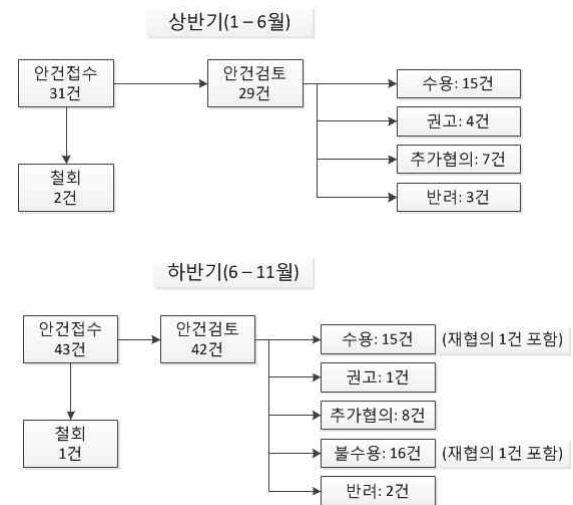 상반기(1 – 6월)
안건접수
31건
안건검토
29건
수용: 15건
권고: 4건
추가협의: 7건
반려: 3건
철회
2건
하반기(6 – 11월)
안건접수
43건
안건검토
42건
수용: 15건 (재협의 1건 포함)
권고: 1건
추가협의: 8건
불수용: 16건 (재협의 1건 포함)
반려: 2건
철회
1건